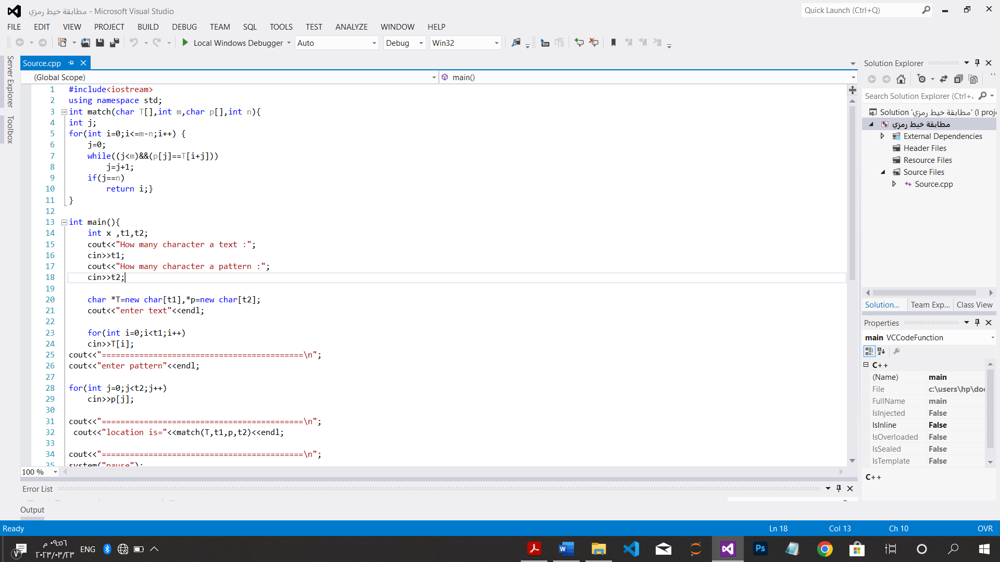 مطابقة خيط رمزي - Microsoft Visual Studio
Quick Launch (Ctrl+Q)
FILE EDIT VIEW PROJECT BUILD DEBUG TEAM SQL TOOLS TEST ANALYZE WINDOW HELP
Local Windows Debugger Auto Debug Win32
Server Explorer
Toolbox
Source.cpp
(Global Scope) main()
1 #include<iostream>
2 using namespace std;
3 int match(char T[],int m,char p[],int n){
4 int j;
5 for(int i=0;i<=m-n;i++) {
6 j=0;
7 while((j<m)&&(p[j]==T[i+j]))
8 j=j+1;
9 if(j==n)
10 return i;}
11 }
12
13 int main(){
14 int x ,t1,t2;
15 cout<<"How many character a text :";
16 cin>>t1;
17 cout<<"How many character a pattern :";
18 cin>>t2;
19
20 char *T=new char[t1],*p=new char[t2];
21 cout<<"enter text"<<endl;
22
23 for(int i=0;i<t1;i++)
24 cin>>T[i];
25 cout<<"===========================================\n";
26 cout<<"enter pattern"<<endl;
27
28 for(int j=0;j<t2;j++)
29 cin>>p[j];
30
31 cout<<"===========================================\n";
32 cout<<"location is="<<match(T,t1,p,t2)<<endl;
33
34 cout<<"===========================================\n";
35 system("pause");
100 %
Error List
Output
Solution Explorer
Search Solution Explorer (Ctrl+
Solution 'مطابقة خيط رمزي' (١ proj
مطابقة خيط رمزي
External Dependencies
Header Files
Resource Files
Source Files
Source.cpp
Solution... Team Exp... Class View
Properties
main VCCodeFunction
C++
(Name) main
File c:\users\hp\do
FullName main
IsInjected False
IsInline False
IsOverloaded False
IsSealed False
IsTemplate False
C++
Ready Ln 18 Col 13 Ch 10 OVR
٧
٠٩:٥٦ م
٢٠٢٣/٠٣/٢٣
ENG
Ps